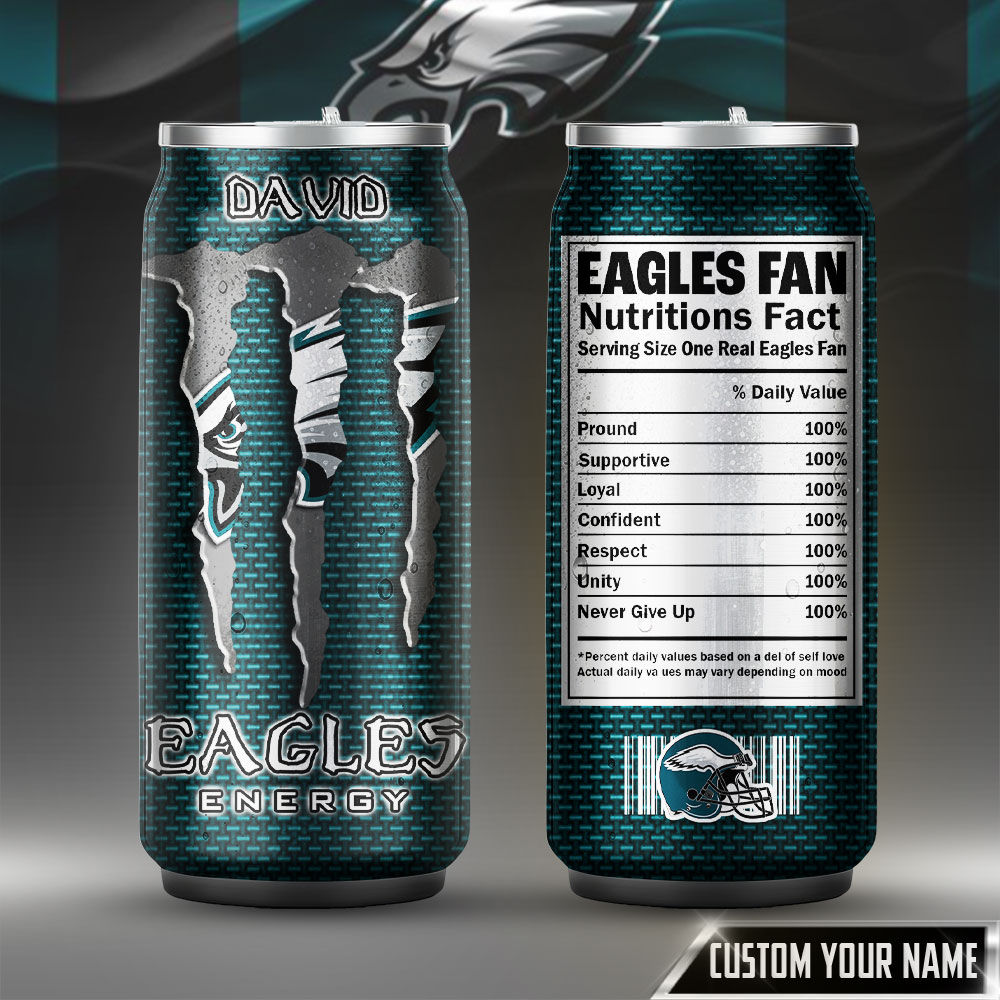 DAVID
EAGLES
ENERGY
EAGLES FAN
Nutritions Fact
Serving Size One Real Eagles Fan
% Daily Value
Pround 100%
Supportive 100%
Loyal 100%
Confident 100%
Respect 100%
Unity 100%
Never Give Up 100%
*Percent daily values based on a del of self love
Actual daily va ues may vary depending on mood
CUSTOM YOUR NAME